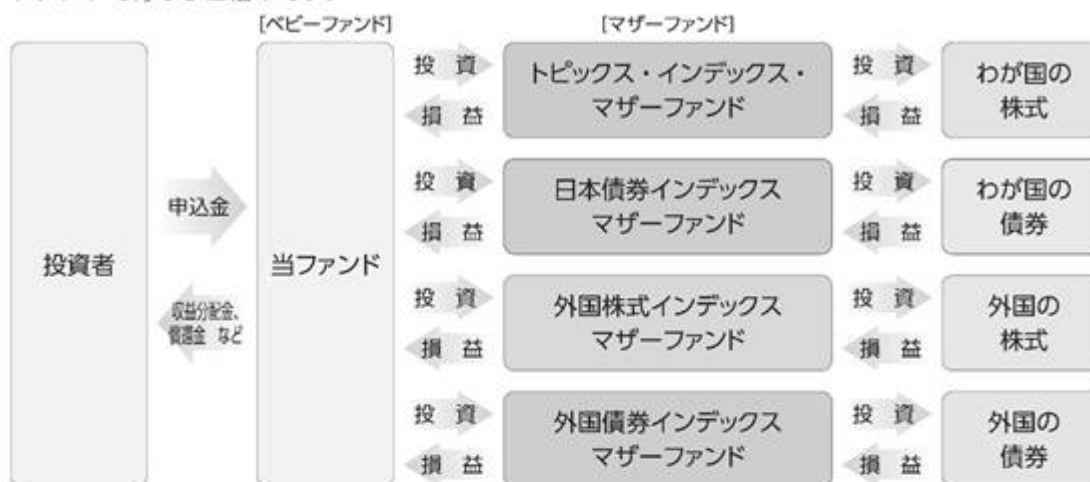 [ベビーファンド]
[マザーファンド]
投資者
申込金
収益分配金、
償還金 など
当ファンド
投 資
損 益
トピックス・インデックス・
マザーファンド
投 資
損 益
わが国の
株式
投 資
損 益
日本債券インデックス
マザーファンド
投 資
損 益
わが国の
債券
投 資
損 益
外国株式インデックス
マザーファンド
投 資
損 益
外国の
株式
投 資
損 益
外国債券インデックス
マザーファンド
投 資
損 益
外国の
債券